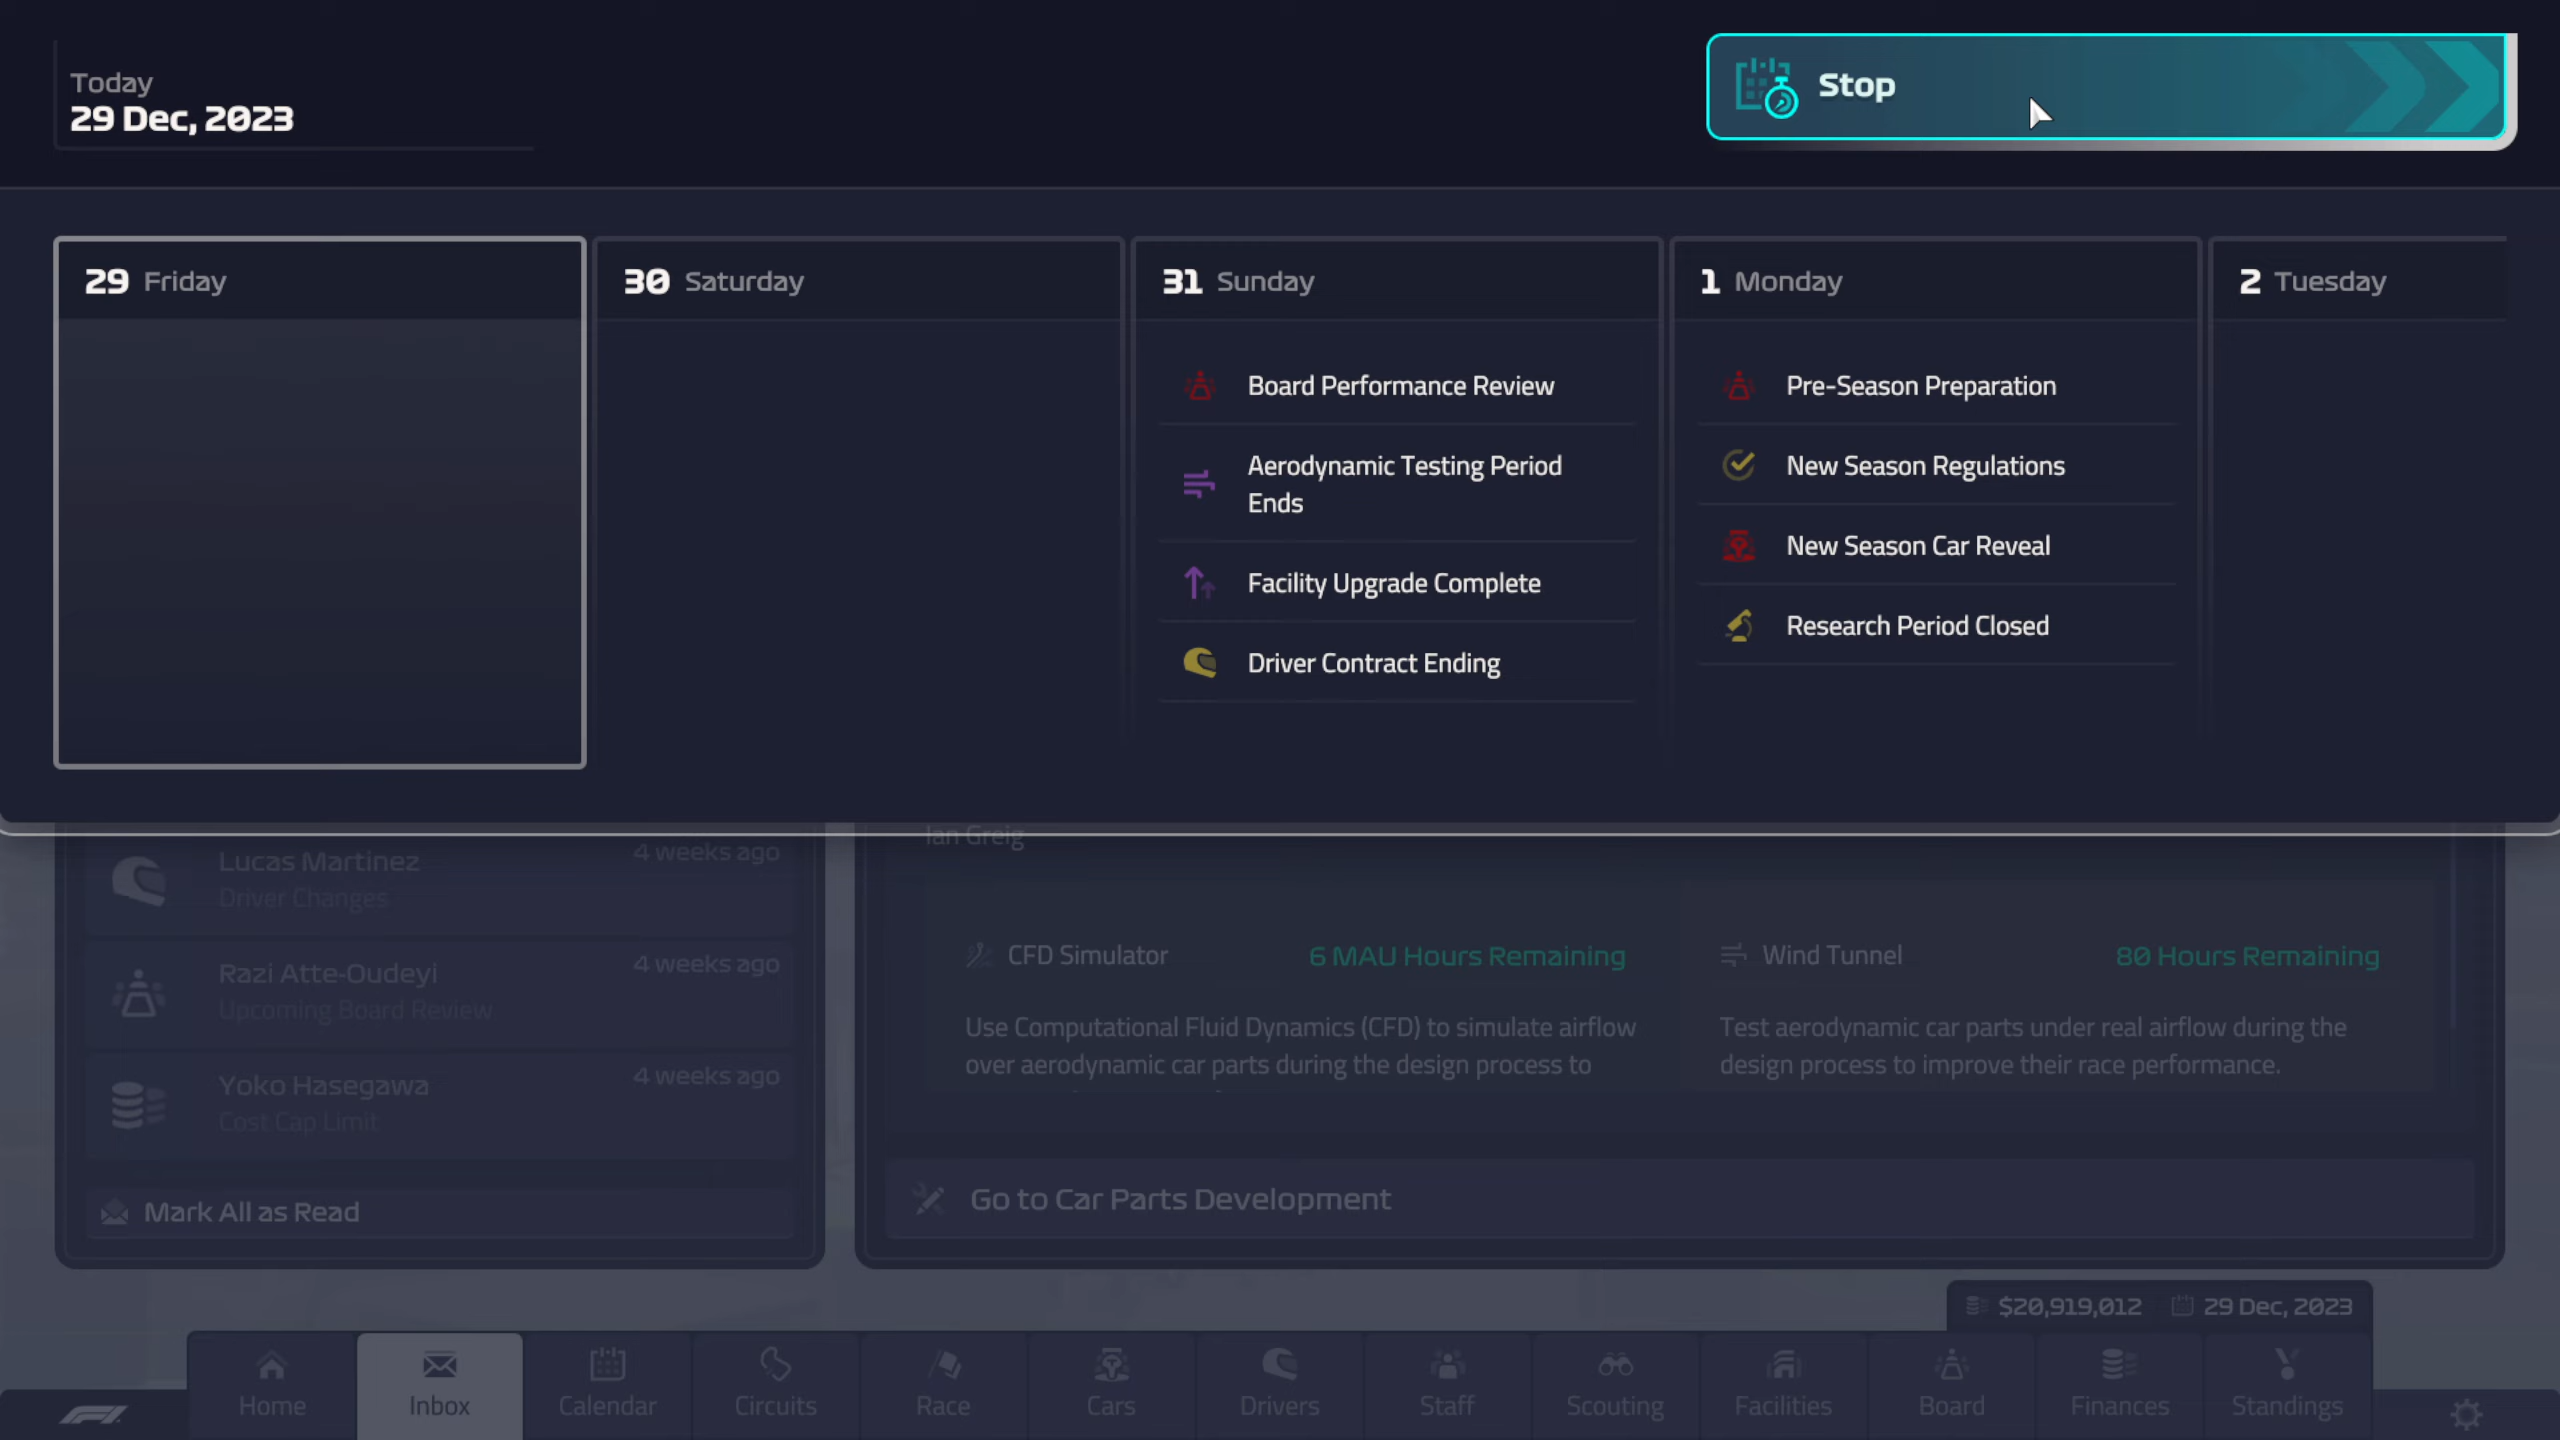 Today
29 Dec, 2023
Stop
29 Friday
30 Saturday
31 Sunday
1 Monday
2 Tuesday
Board Performance Review
Aerodynamic Testing Period
Ends
Facility Upgrade Complete
Driver Contract Ending
Pre-Season Preparation
New Season Regulations
New Season Car Reveal
Research Period Closed
Lucas Martinez
4 weeks ago
Driver Changes
Razi Atte-Oudeyi
4 weeks ago
Upcoming Board Review
Yoko Hasegawa
4 weeks ago
Cost Cap Limit
Mark All as Read
Ian Greig
CFD Simulator
6 MAU Hours Remaining
Use Computational Fluid Dynamics (CFD) to simulate airflow
over aerodynamic car parts during the design process to
Wind Tunnel
80 Hours Remaining
Test aerodynamic car parts under real airflow during the
design process to improve their race performance.
Go to Car Parts Development
$20,919,012
29 Dec, 2023
Home
Inbox
Calendar
Circuits
Race
Cars
Drivers
Staff
Scouting
Facilities
Board
Finances
Standings